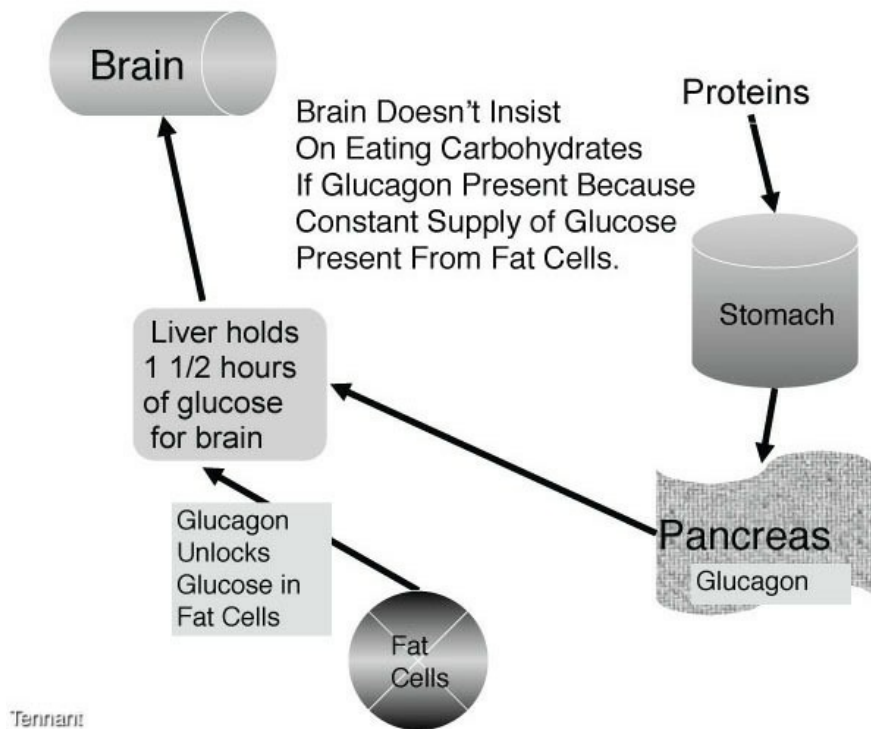 Brain
Proteins
Brain Doesn't Insist
On Eating Carbohydrates
If Glucagon Present Because
Constant Supply of Glucose
Present From Fat Cells.
Stomach
Liver holds
1 1/2 hours
of glucose
for brain
Pancreas
Glucagon
Glucagon
Unlocks
Glucose in
Fat Cells
Fat
Cells
Tennant